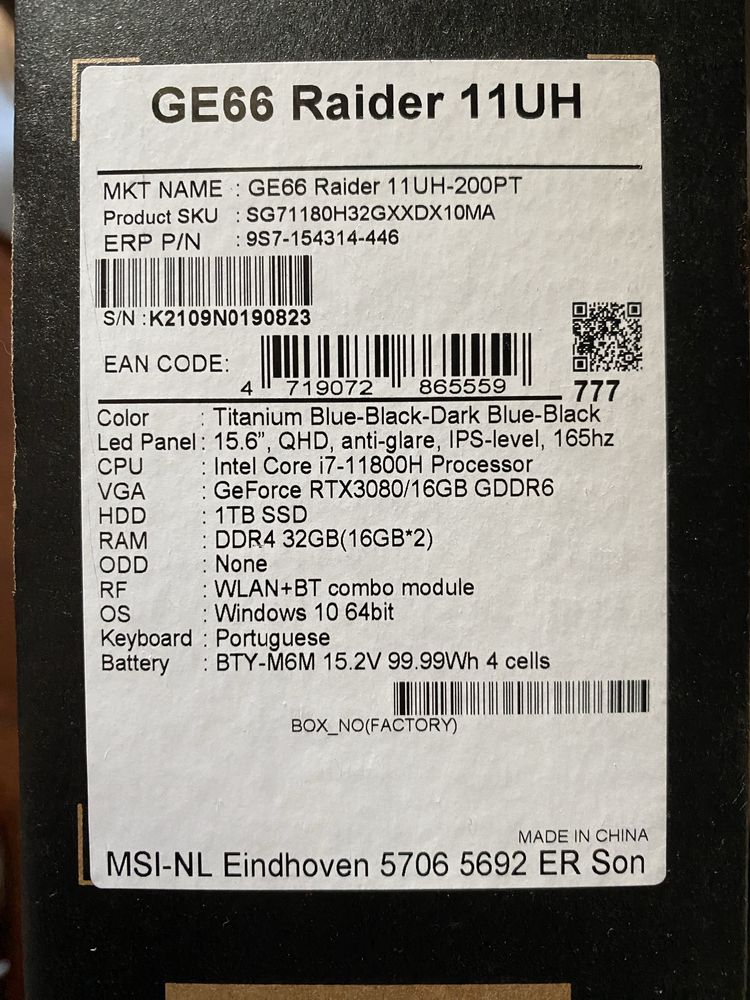 GE66 Raider 11UH
MKT NAME : GE66 Raider 11UH-200PT
Product SKU : SG71180H32GXXDX10MA
ERP P/N : 9S7-154314-446
S/N :K2109N0190823
EAN CODE:
4 719072 865559
777
Color : Titanium Blue-Black-Dark Blue-Black
Led Panel : 15.6”, QHD, anti-glare, IPS-level, 165hz
CPU : Intel Core i7-11800H Processor
VGA : GeForce RTX3080/16GB GDDR6
HDD : 1TB SSD
RAM : DDR4 32GB(16GB*2)
ODD : None
RF : WLAN+BT combo module
OS : Windows 10 64bit
Keyboard : Portuguese
Battery : BTY-M6M 15.2V 99.99Wh 4 cells
BOX_NO(FACTORY)
MADE IN CHINA
MSI-NL Eindhoven 5706 5692 ER Son